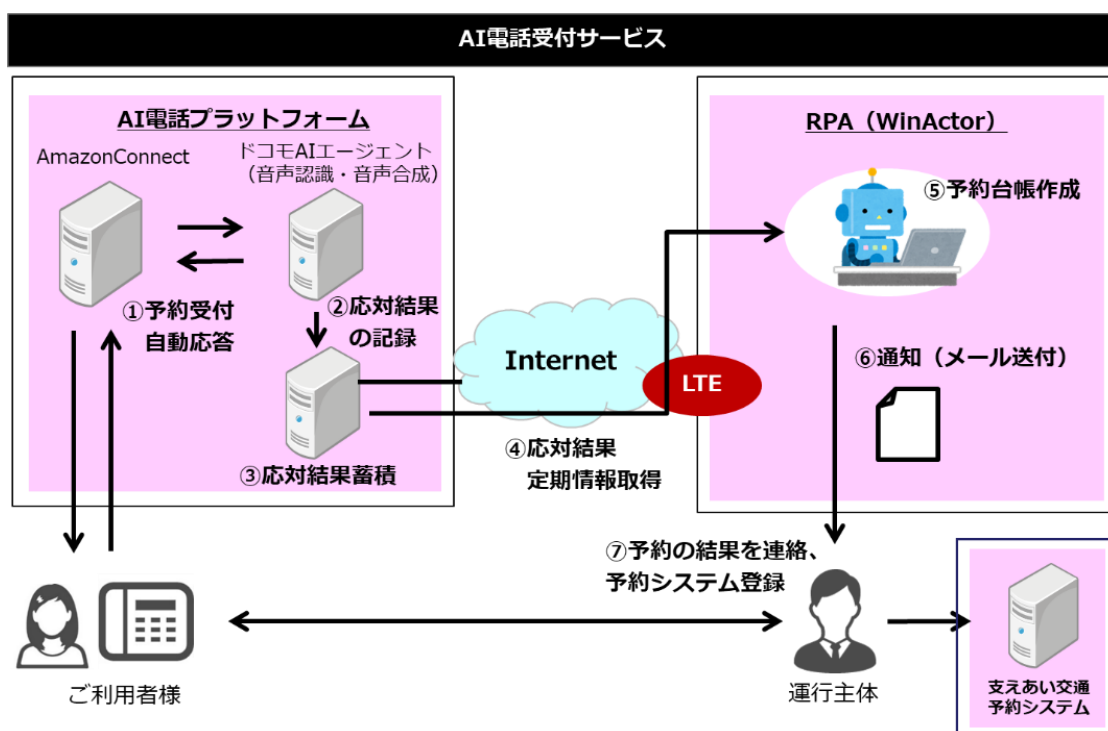 AI電話受付サービス
AI電話プラットフォーム
AmazonConnect
ドコモAIエージェント
（音声認識・音声合成）
①予約受付
自動応答
②応対結果
の記録
③応対結果蓄積
Internet
LTE
④応対結果
定期情報取得
RPA（WinActor）
⑤予約台帳作成
⑥通知（メール送付）
⑦予約の結果を連絡、
予約システム登録
ご利用者様
運行主体
支えあい交通
予約システム